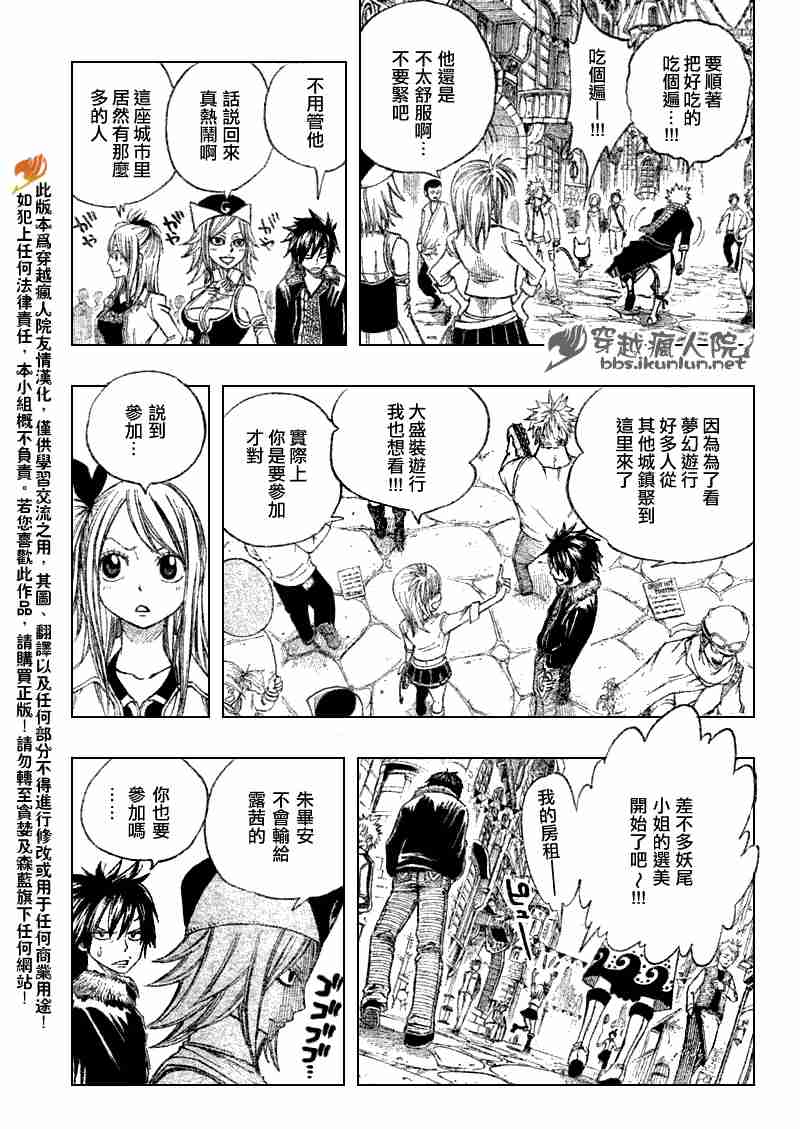 要順著
把好吃的
吃個遍…!!!
吃個遍—!!!
他還是
不太舒服啊…
不要緊吧
不用管他
話說回來
真熱鬧啊
這座城市里
居然有那麼
多的人
穿越瘋人院
bbs.ikunlun.net
因為為了看
夢幻遊行
好多人從
其他城鎮聚到
這里來了
大盛裝遊行
我也想看!!!
實際上
你是要參加
才對
說到
參加…
差不多妖尾
小姐的選美
開始了吧~!!!
我的房租—
朱畢安
不會輸給
露茜的
你也要
參加嗎
……
此版本爲穿越瘋人院友情漢化，僅供學習交流之用，其圖、翻譯以及任何部分不得進行修改或用于任何商業用途！
如犯上任何法律責任，本小組概不負責。若您喜歡此作品，請購買正版！請勿轉至貪婪及森藍旗下任何網站！